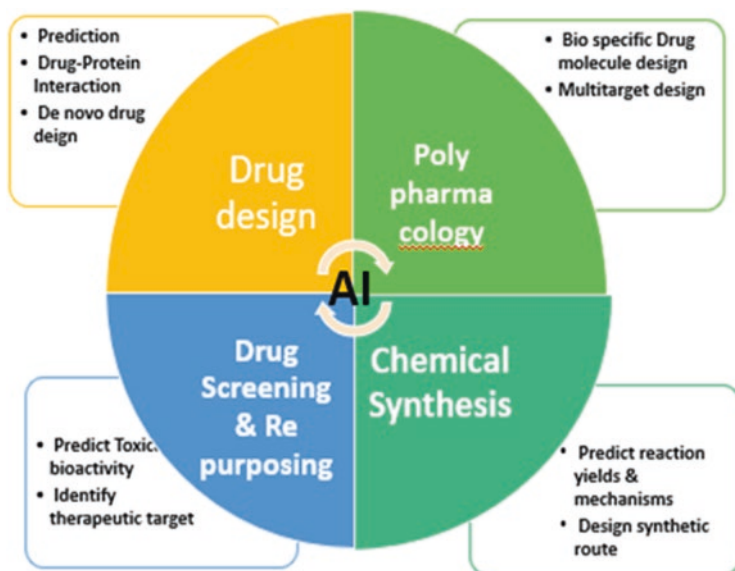 • Prediction
• Drug-Protein
Interaction
• De novo drug
deign
• Bio specific Drug
molecule design
• Multitarget design
Drug
design
Poly
pharma
cology
AI
Drug
Screening
& Re
purposing
Chemical
Synthesis
• Predict
bioactivity
• Identify
therapeutic target
• Predict reaction
yields &
mechanisms
• Design synthetic
route